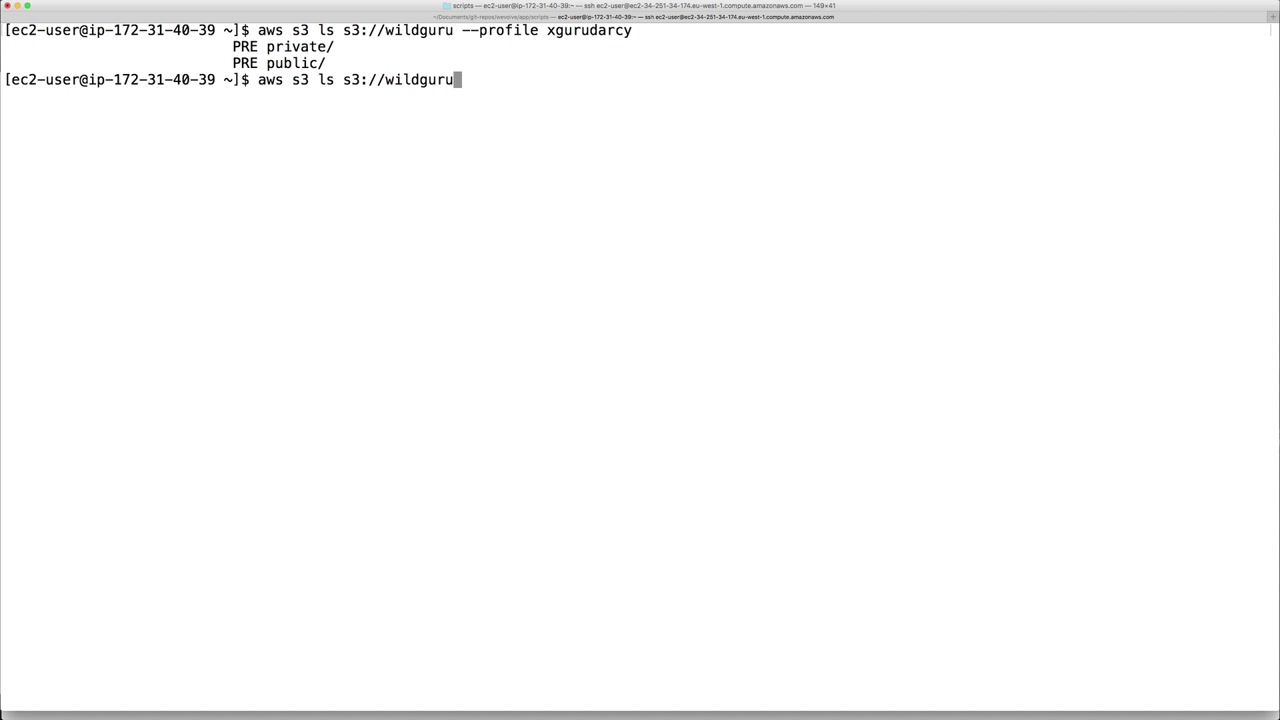 scripts — ec2-user@ip-172-31-40-39:~ — ssh ec2-user@ec2-34-251-34-174.eu-west-1.compute.amazonaws.com — 149×41
~/Documents/git-repos/wexolve/app/scripts — ec2-user@ip-172-31-40-39:~ — ssh ec2-user@ec2-34-251-34-174.eu-west-1.compute.amazonaws.com
[ec2-user@ip-172-31-40-39 ~]$ aws s3 ls s3://wildguru --profile xgurudarcy
PRE private/
PRE public/
[ec2-user@ip-172-31-40-39 ~]$ aws s3 ls s3://wildguru